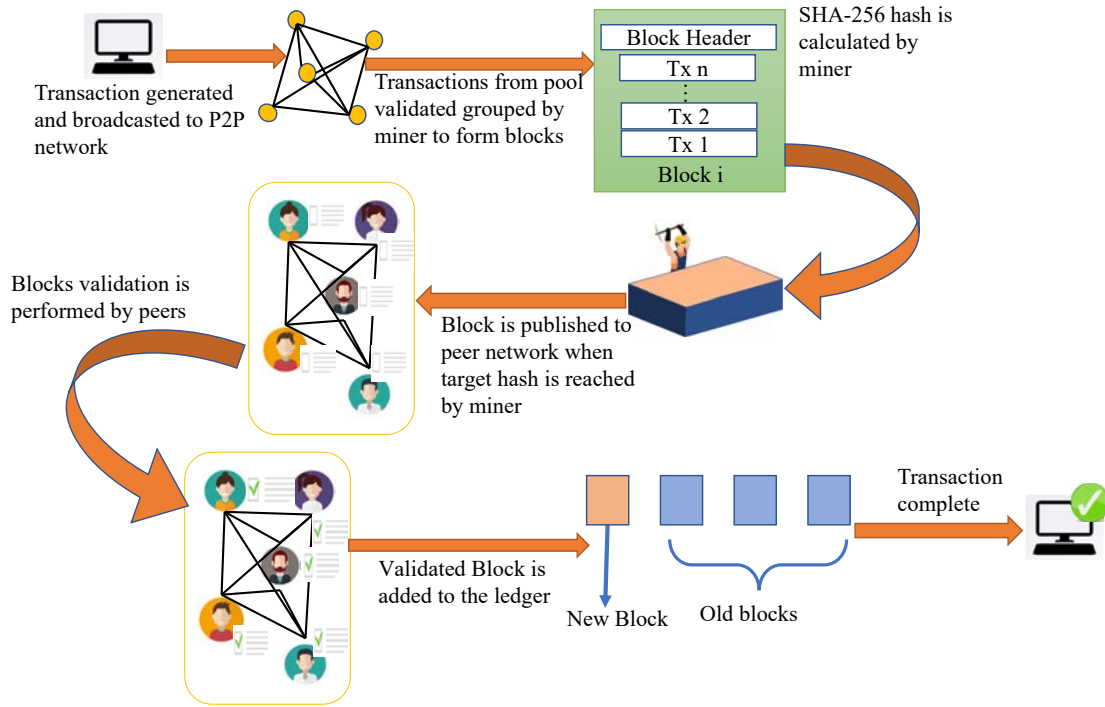 Transaction generated
and broadcasted to P2P
network
Transactions from pool
validated grouped by
miner to form blocks
Block Header
Tx n
⋮
Tx 2
Tx 1
Block i
SHA-256 hash is
calculated by
miner
Block is published to
peer network when
target hash is reached
by miner
Blocks validation is
performed by peers
Validated Block is
added to the ledger
New Block
Old blocks
Transaction
complete